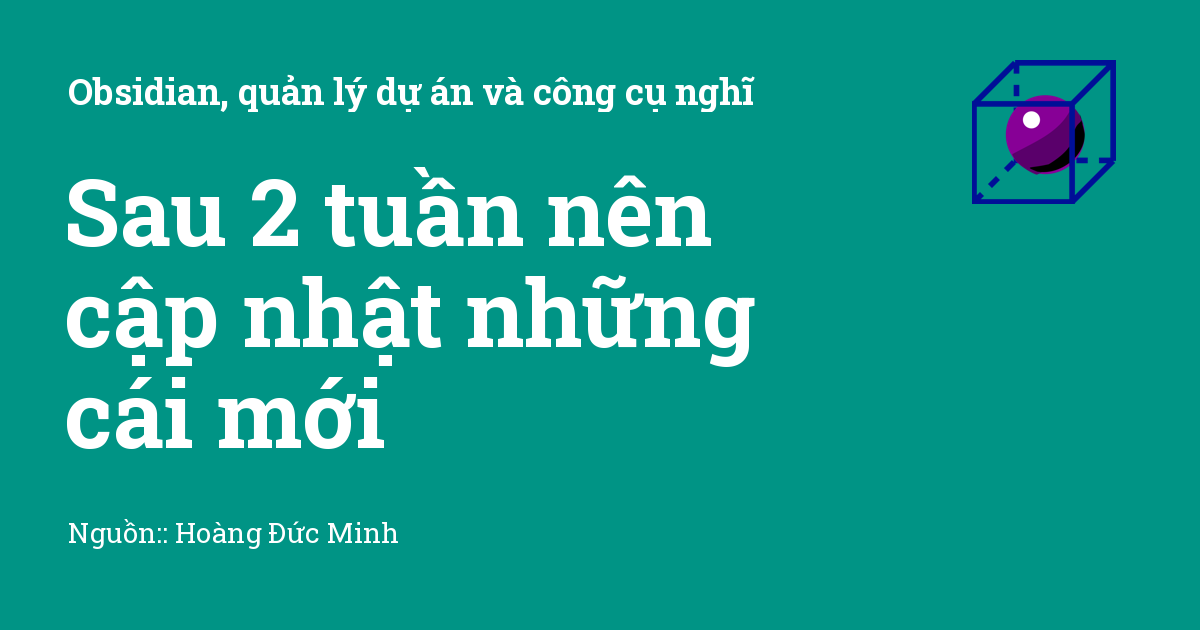 Obsidian, quản lý dự án và công cụ nghĩ
Sau 2 tuần nên
cập nhật những
cái mới
Nguồn:: Hoàng Đức Minh